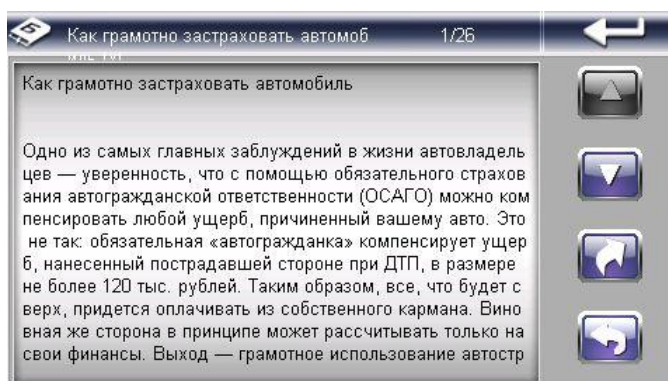 Как грамотно застраховать автомоб 1/26
Как грамотно застраховать автомобиль
Одно из самых главных заблуждений в жизни автовладель
цев — уверенность, что с помощью обязательного страхов
ания автогражданской ответственности (ОСАГО) можно ком
пенсировать любой ущерб, причиненный вашему авто. Это
не так: обязательная «автогражданка» компенсирует ущер
б, нанесенный пострадавшей стороне при ДТП, в размере
не более 120 тыс. рублей. Таким образом, все, что будет с
верх, придется оплачивать из собственного кармана. Вино
вная же сторона в принципе может рассчитывать только на
свои финансы. Выход — грамотное использование автостр